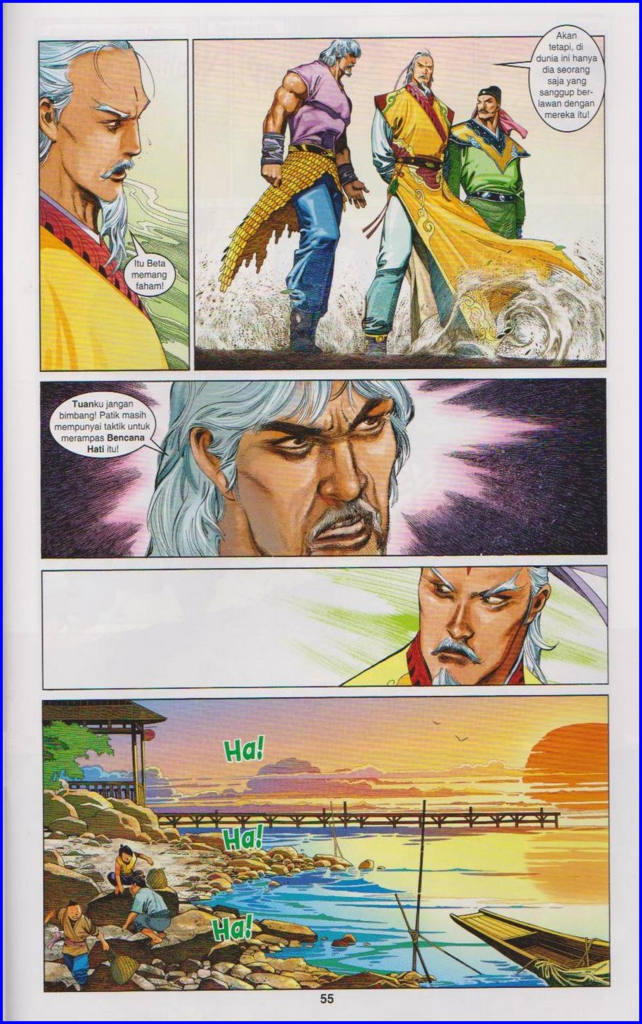 Itu Beta
memang
faham!
Akan
tetapi, di
dunia ini hanya
dia seorang
saja yang
sanggup ber-
lawan dengan
mereka itu!
Tuanku jangan
bimbang! Patik masih
mempunyai taktik untuk
merampas Bencana
Hati itu!
Ha!
Ha!
Ha!
55